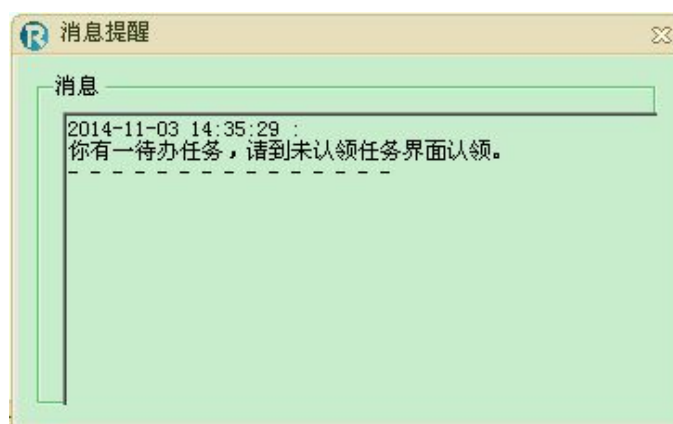 消息提醒
消息
2014-11-03 14:35:29 :
你有一待办任务，请到未认领任务界面认领。
- - - - - - - - - - - - - - -